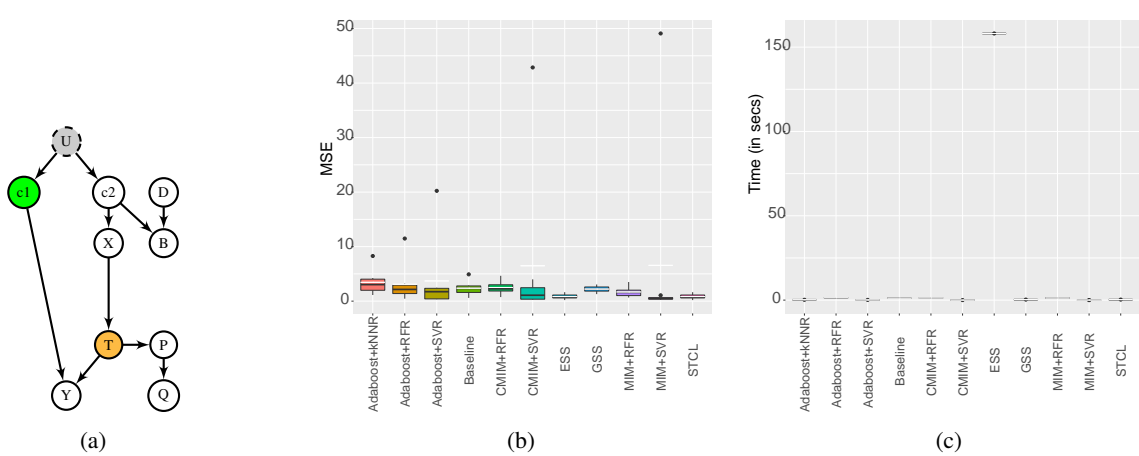 U
c1
c2
D
X
B
T
P
Y
Q
(a)
MSE
50
40
30
20
10
0
Adaboost+kNNR
Adaboost+RFR
Adaboost+SVR
Baseline
CMIM+RFR
CMIM+SVR
ESS
GSS
MIM+RFR
MIM+SVR
STCL
(b)
Time (in secs)
150
100
50
0
Adaboost+KNNR
Adaboost+RFR
Adaboost+SVR
Baseline
CMIM+RFR
CMIM+SVR
ESS
GSS
MIM+RFR
MIM+SVR
STCL
(c)